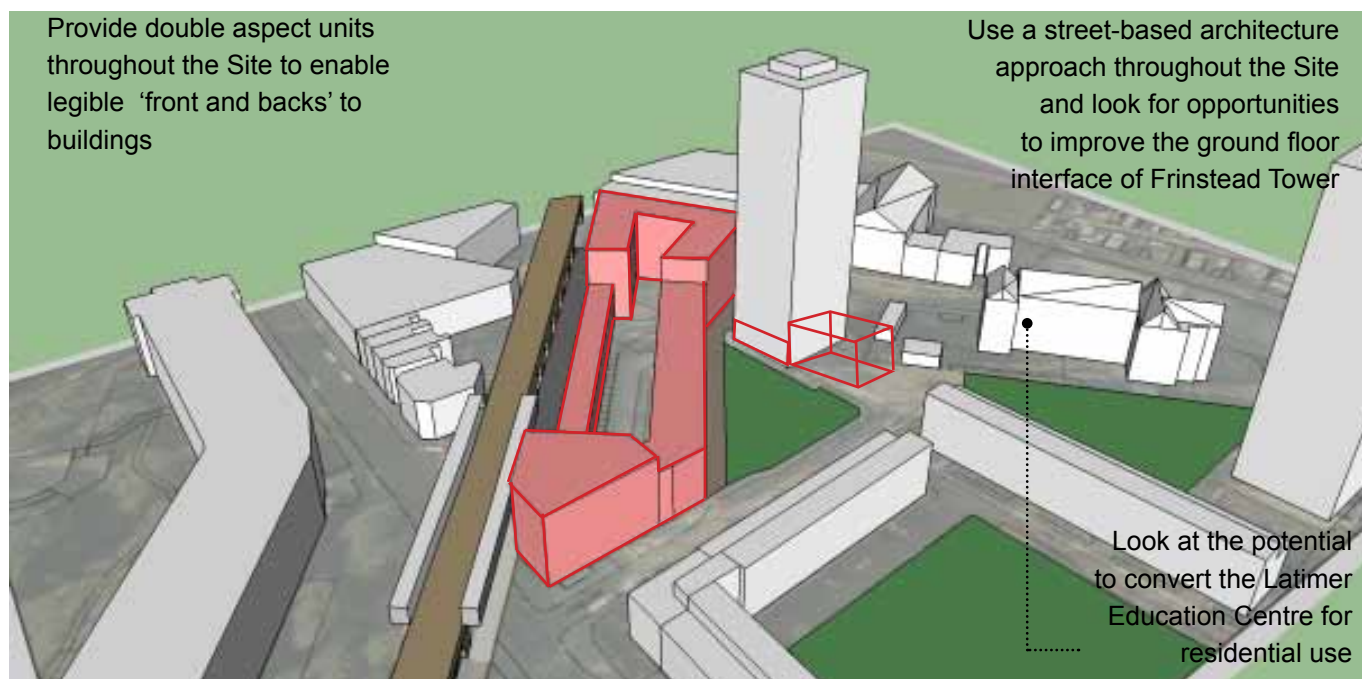 Provide double aspect units
throughout the Site to enable
legible ‘front and backs’ to
buildings
Use a street-based architecture
approach throughout the Site
and look for opportunities
to improve the ground floor
interface of Frinstead Tower
Look at the potential
to convert the Latimer
Education Centre for
residential use